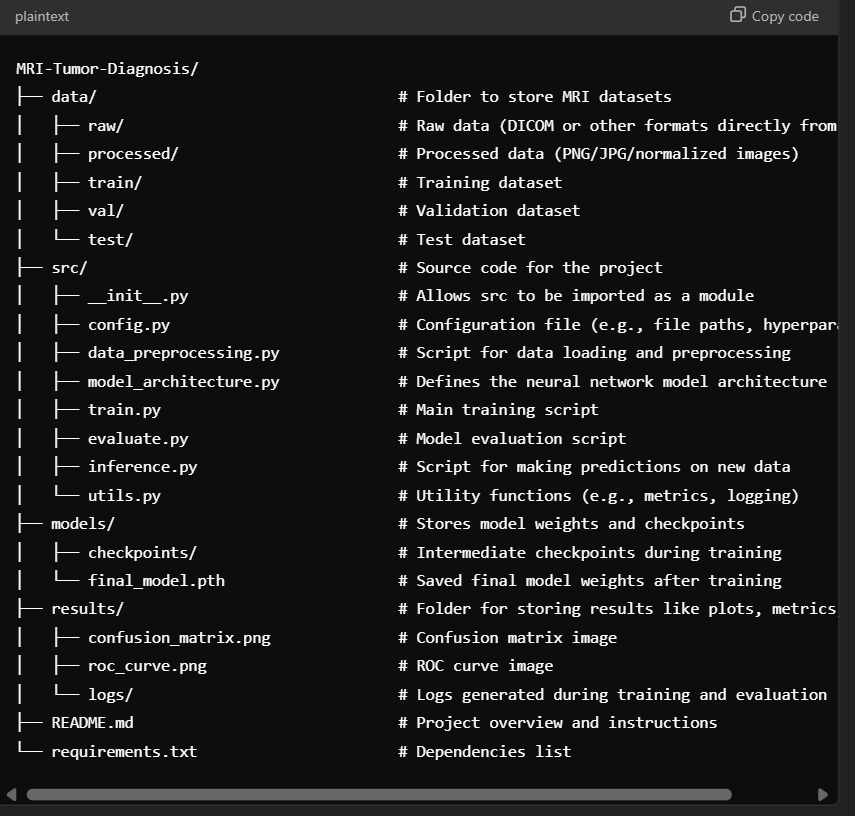 plaintext Copy code
MRI-Tumor-Diagnosis/
├── data/ # Folder to store MRI datasets
│   ├── raw/ # Raw data (DICOM or other formats directly from
│   ├── processed/ # Processed data (PNG/JPG/normalized images)
│   ├── train/ # Training dataset
│   ├── val/ # Validation dataset
│   └── test/ # Test dataset
├── src/ # Source code for the project
│   ├── __init__.py # Allows src to be imported as a module
│   ├── config.py # Configuration file (e.g., file paths, hyperpar
│   ├── data_preprocessing.py # Script for data loading and preprocessing
│   ├── model_architecture.py # Defines the neural network model architecture
│   ├── train.py # Main training script
│   ├── evaluate.py # Model evaluation script
│   ├── inference.py # Script for making predictions on new data
│   └── utils.py # Utility functions (e.g., metrics, logging)
├── models/ # Stores model weights and checkpoints
│   ├── checkpoints/ # Intermediate checkpoints during training
│   └── final_model.pth # Saved final model weights after training
├── results/ # Folder for storing results like plots, metrics
│   ├── confusion_matrix.png # Confusion matrix image
│   ├── roc_curve.png # ROC curve image
│   └── logs/ # Logs generated during training and evaluation
├── README.md # Project overview and instructions
└── requirements.txt # Dependencies list